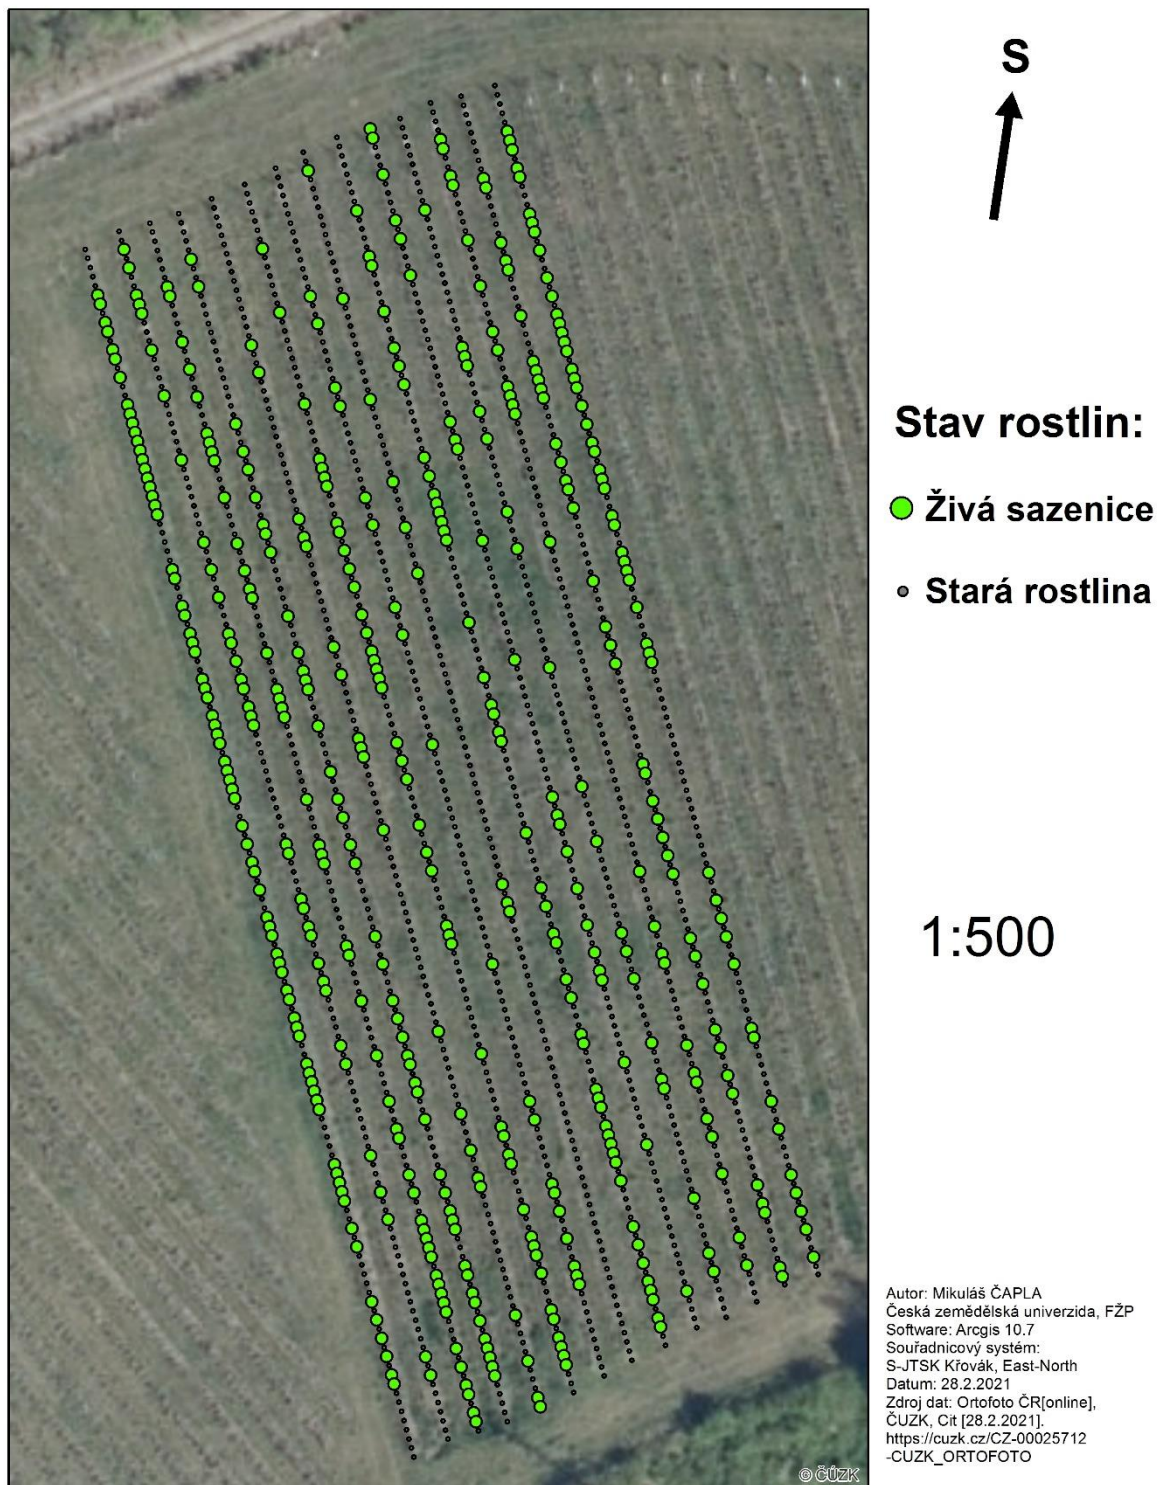 S
Stav rostlin:
Živá sazenice
Stará rostlina
1:500
Autor: Mikuláš ČAPLA
Česká zemědělská univerzida, FŽP
Software: Arcgis 10.7
Souřadnicový systém:
S-JTSK Křovák, East-North
Datum: 28.2.2021
Zdroj dat: Ortofoto ČR[online],
ČUZK, Cit [28.2.2021].
https://cuzk.cz/CZ-00025712
-CUZK_ORTOFOTO
© ČÚZK